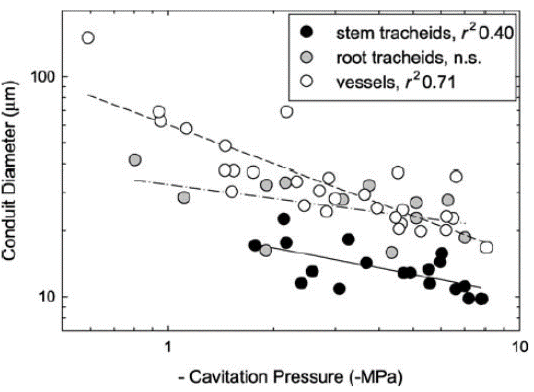 stem tracheids, r² 0.40
root tracheids, n.s.
vessels, r² 0.71
100
10
Conduit Diameter (μm)
1
10
- Cavitation Pressure (-MPa)